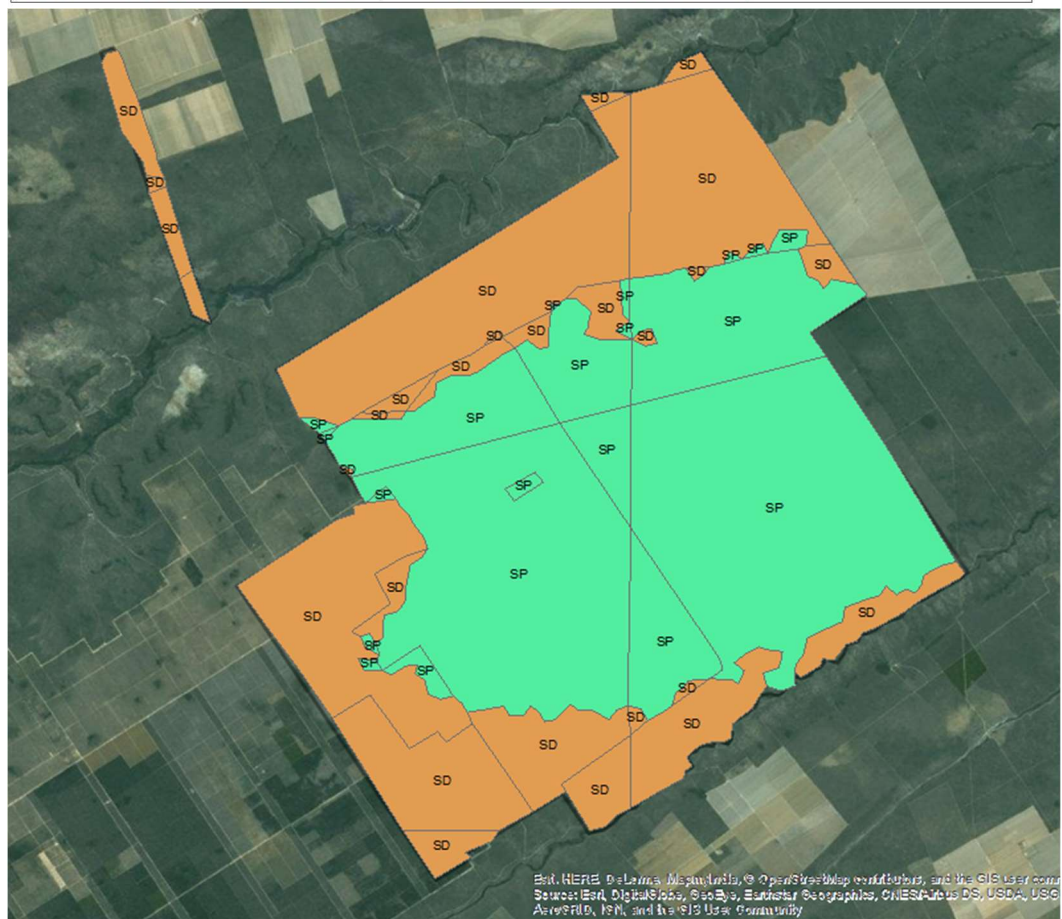 SD
SD
SD
SD
SD
SD
SP
SP
SP
SD
SD
SD
SP
SP
SD
SP
SD
SP
SD
SD
SD
SP
SD
SD
SP
SP
SP
SP
SD
SP
SP
SP
SP
SD
SD
SD
SP
SP
SP
SP
SD
SD
SD
SD
SD
SD
SD
Esri, HERE, DeLorme, MapmyIndia, © OpenStreetMap contributors, and the GIS user
Source: Esri, DigitalGlobe, GeoEye, Earthstar Geographics, CNES/Airbus DS, USDA, USG
AeroGRID, IGN, and the GIS User Community